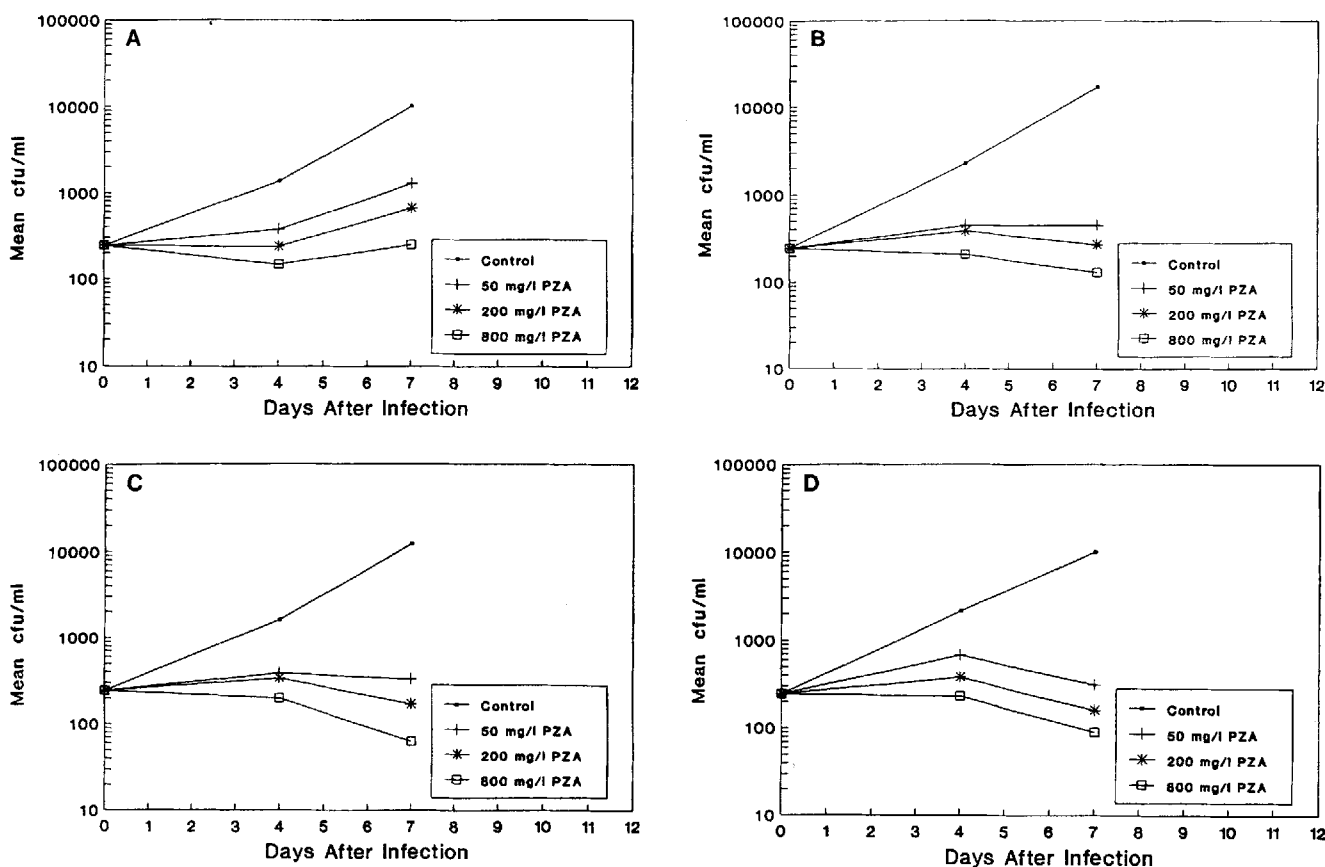 A
100000
10000
1000
100
10
Mean cfu/ml
Control
50 mg/l PZA
200 mg/l PZA
800 mg/l PZA
0 1 2 3 4 5 6 7 8 9 10 11 12
Days After Infection
B
100000
10000
1000
100
10
Mean cfu/ml
Control
50 mg/l PZA
200 mg/l PZA
800 mg/l PZA
0 1 2 3 4 5 6 7 8 9 10 11 12
Days After Infection
C
100000
10000
1000
100
10
Mean cfu/ml
Control
50 mg/l PZA
200 mg/l PZA
800 mg/l PZA
0 1 2 3 4 5 6 7 8 9 10 11 12
Days After Infection
D
100000
10000
1000
100
10
Mean cfu/ml
Control
50 mg/l PZA
200 mg/l PZA
800 mg/l PZA
0 1 2 3 4 5 6 7 8 9 10 11 12
Days After Infection